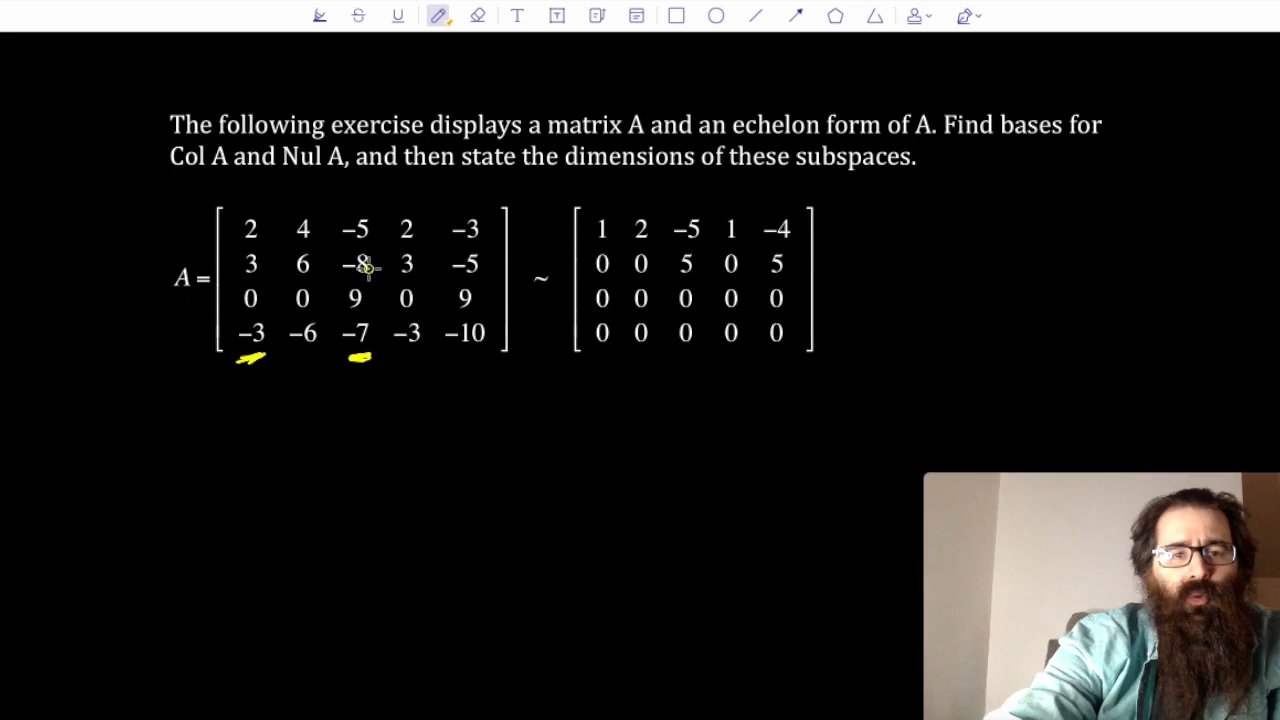 The following exercise displays a matrix A and an echelon form of A. Find bases for
Col A and Nul A, and then state the dimensions of these subspaces.
A = [ 2 4 −5 2 −3 ] ~ [ 1 2 −5 1 −4 ]
3 6 −8 3 −5 0 0 5 0 5
0 0 9 0 9 0 0 0 0 0
−3 −6 −7 −3 −10 0 0 0 0 0